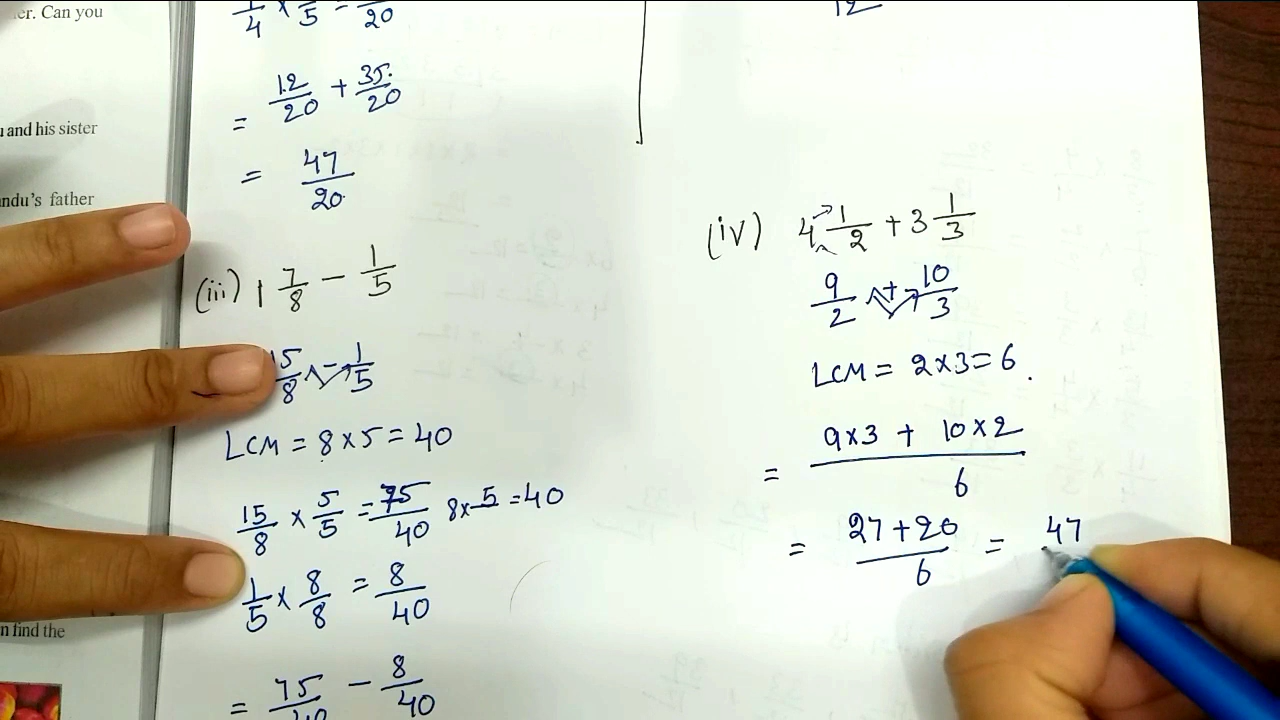 er. Can you
and his sister
ndu's father
n find the
1/4 × /5 = /20
= 12/20 + 35/20
= 47/20
(iii) 1 7/8 - 1/5
15/8 - 1/5
LCM = 8×5 = 40
15/8 × 5/5 = 75/40 8×5 = 40
1/5 × 8/8 = 8/40
= 75/40 - 8/40
12
(iv) 4 1/2 + 3 1/3
9/2 + 10/3
LCM = 2×3=6.
= 9×3 + 10×2 / 6
= 27+20 / 6 = 47